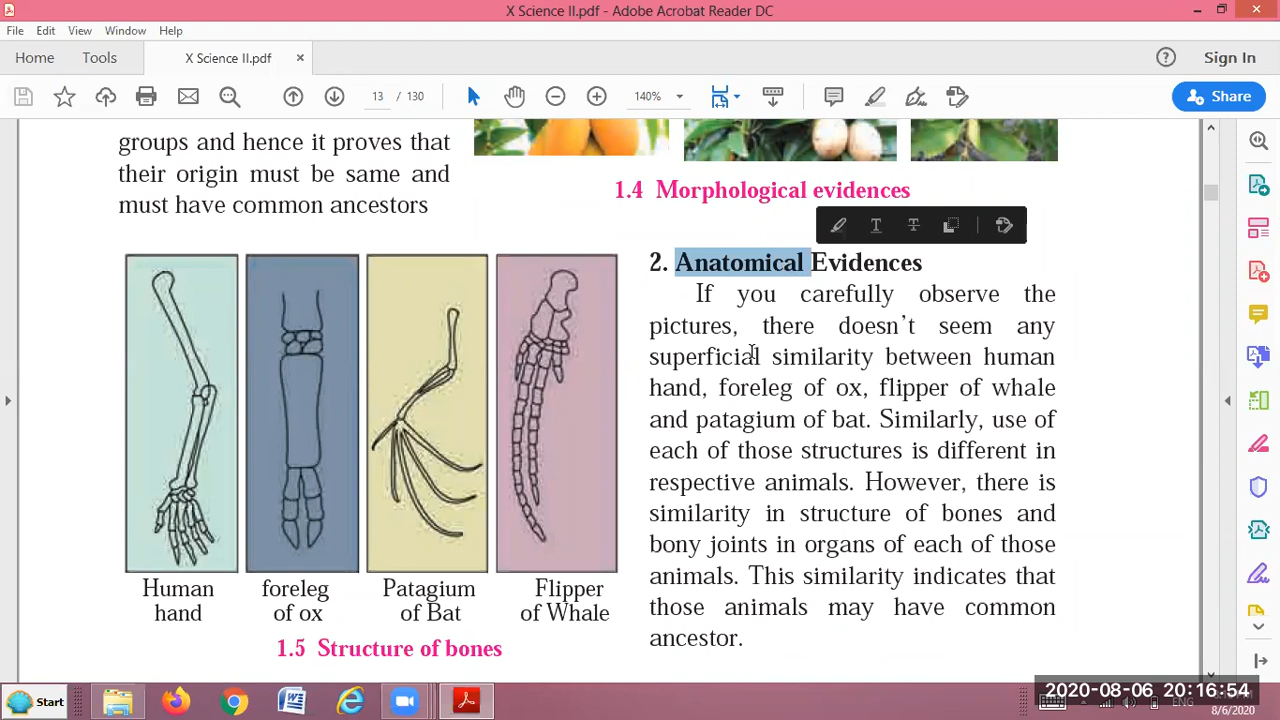 X Science II.pdf - Adobe Acrobat Reader DC
File Edit View Window Help
Home Tools X Science II.pdf × Sign In
13 / 130 140% Share
groups and hence it proves that
their origin must be same and
must have common ancestors
1.4 Morphological evidences
2. Anatomical Evidences
If you carefully observe the
pictures, there doesn't seem any
superficial similarity between human
hand, foreleg of ox, flipper of whale
and patagium of bat. Similarly, use of
each of those structures is different in
respective animals. However, there is
similarity in structure of bones and
bony joints in organs of each of those
animals. This similarity indicates that
those animals may have common
ancestor.
Human
hand
foreleg
of ox
Patagium
of Bat
Flipper
of Whale
1.5 Structure of bones
Start
ENG
2020-08-06 20:16:54
8/6/2020